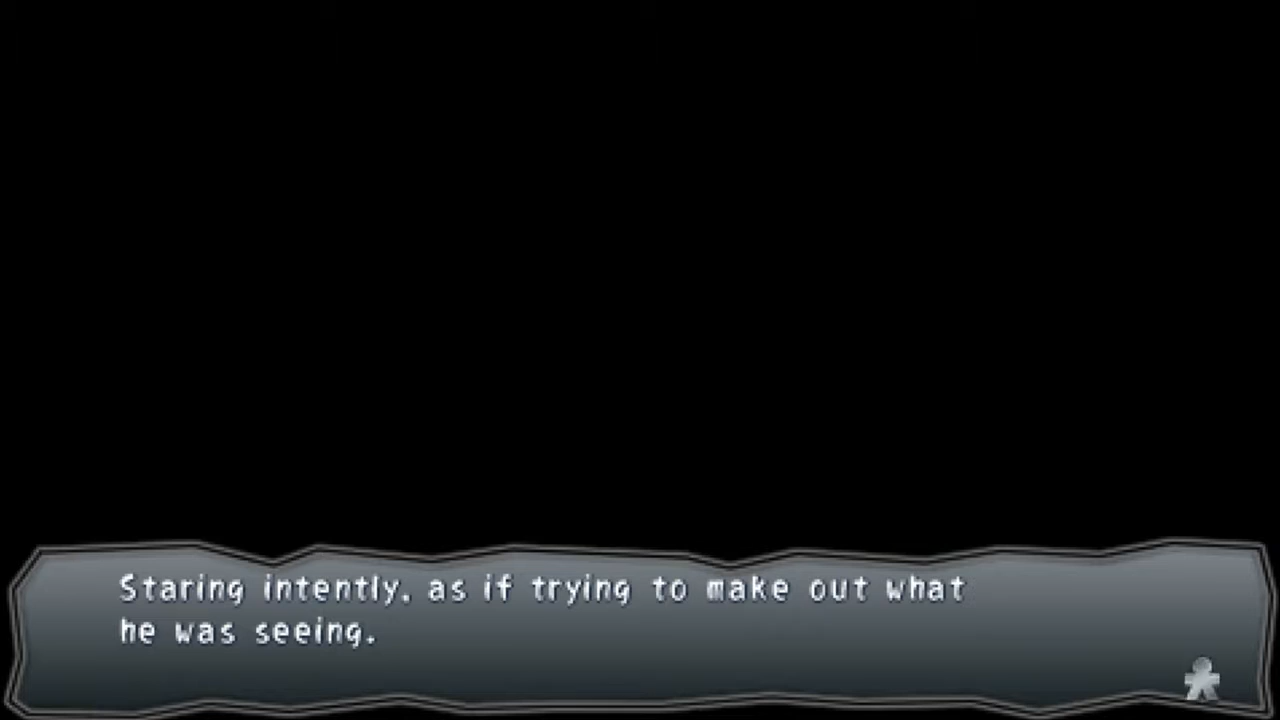 Staring intently, as if trying to make out what
he was seeing.